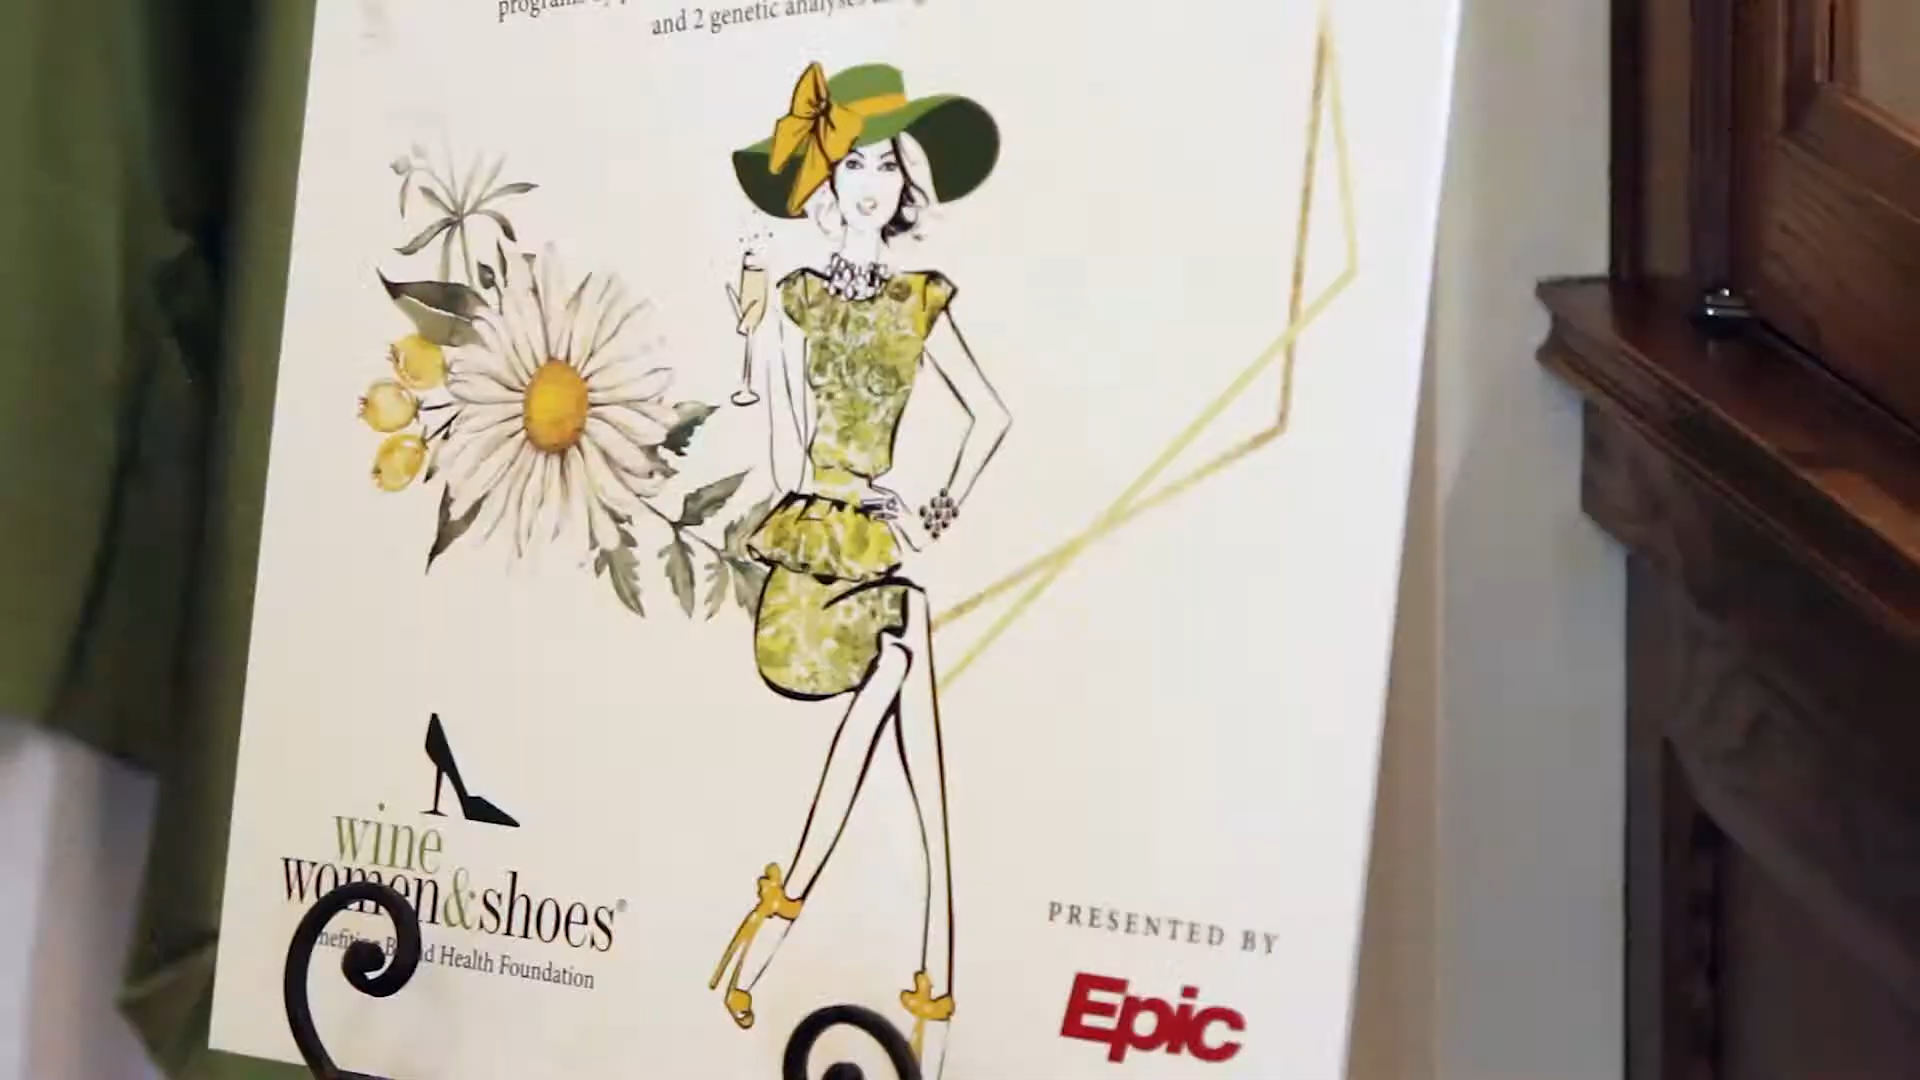 and 2 genetic analyses
wine
women&shoes®
Health Foundation
PRESENTED BY
Epic